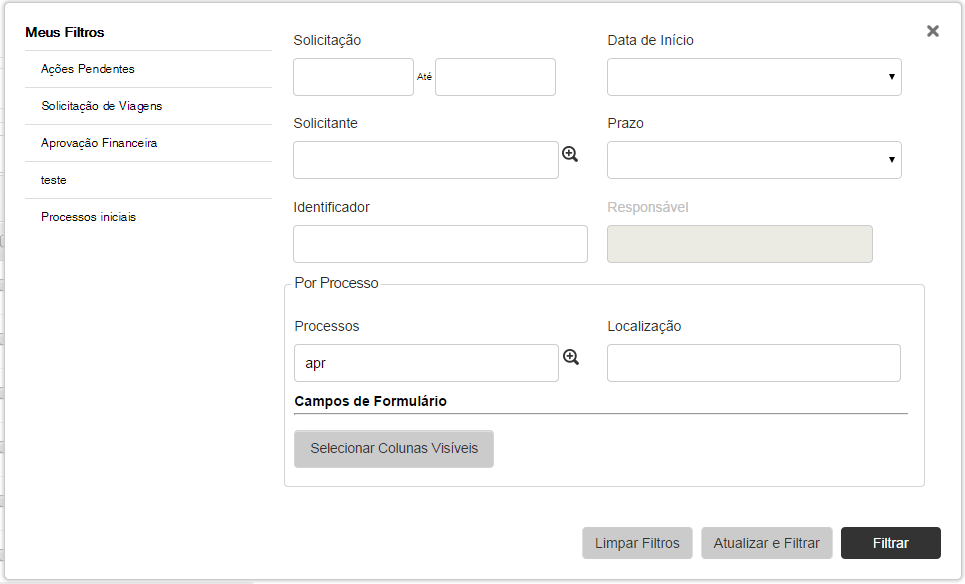 Meus Filtros
Ações Pendentes
Solicitação de Viagens
Aprovação Financeira
teste
Processos iniciais
Solicitação
Até
Data de Início
Solicitante
Prazo
Identificador
Responsável
Por Processo
Processos
Localização
apr
Campos de Formulário
Selecionar Colunas Visíveis
Limpar Filtros
Atualizar e Filtrar
Filtrar